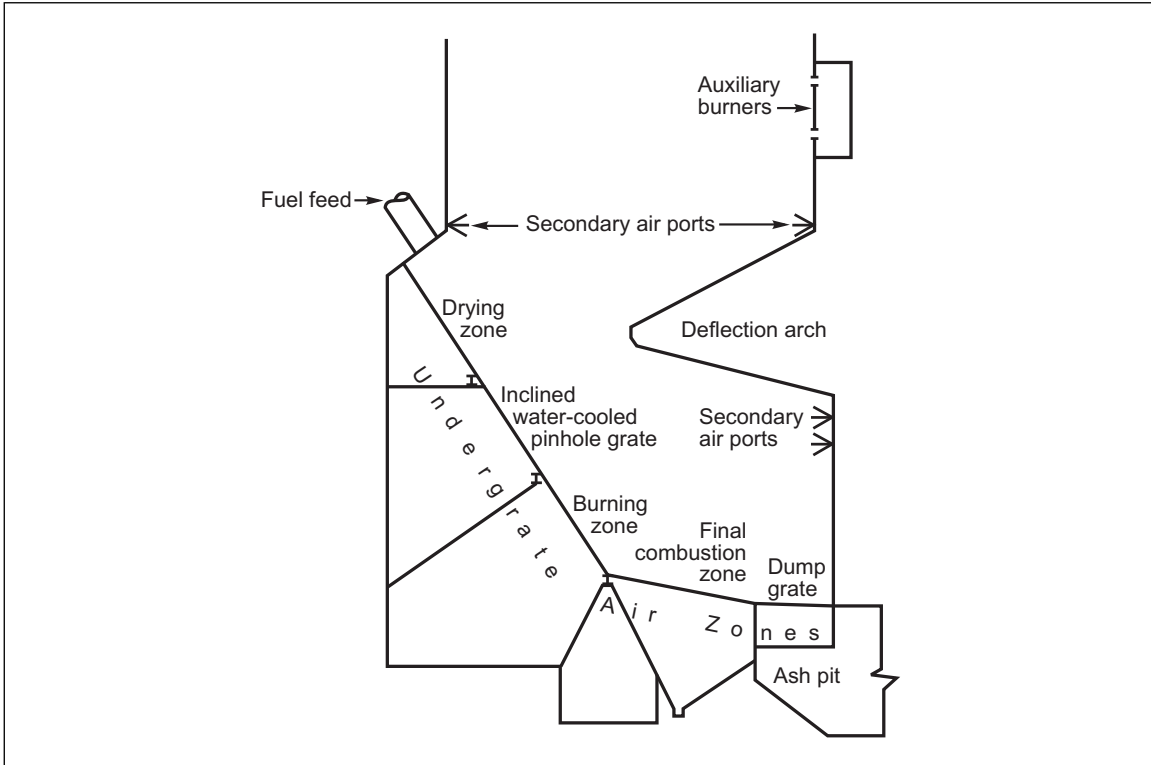 Auxiliary
burners
Fuel feed
Secondary air ports
Drying
zone
Deflection arch
Inclined
water-cooled
pinhole grate
Secondary
air ports
Burning
zone
Final
combustion
zone
Dump
grate
Undergrate
Air Zones
Ash pit